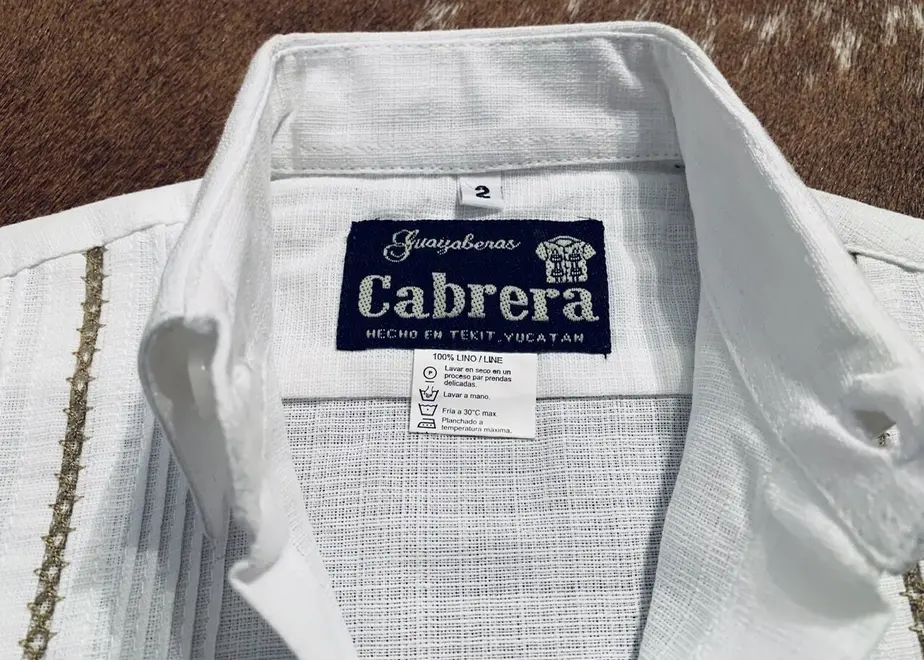 2
Guayaberas
Cabrera
HECHO EN TEKIT, YUCATAN
100% LINO / LINE
P
Lavar en seco en un
proceso par prendas
delicadas.
Lavar a mano.
Fría a 30°C max
Planchado a
temperatura máxima.